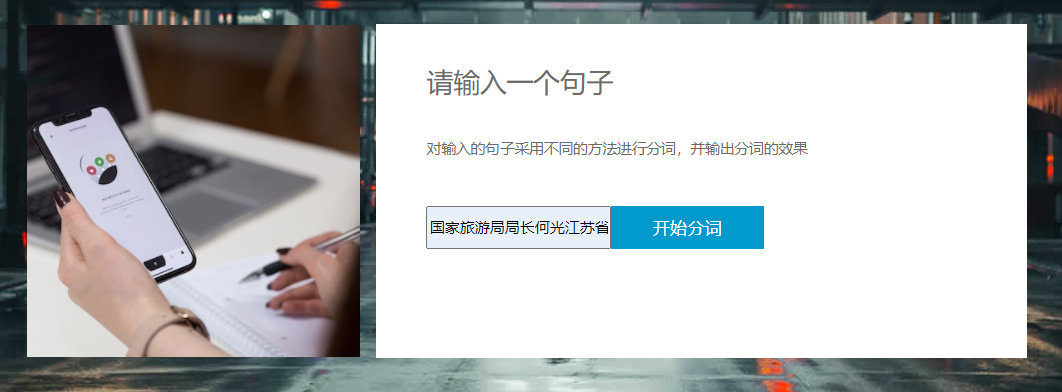 请输入一个句子
对输入的句子采用不同的方法进行分词，并输出分词的效果
国家旅游局局长何光江苏省 开始分词